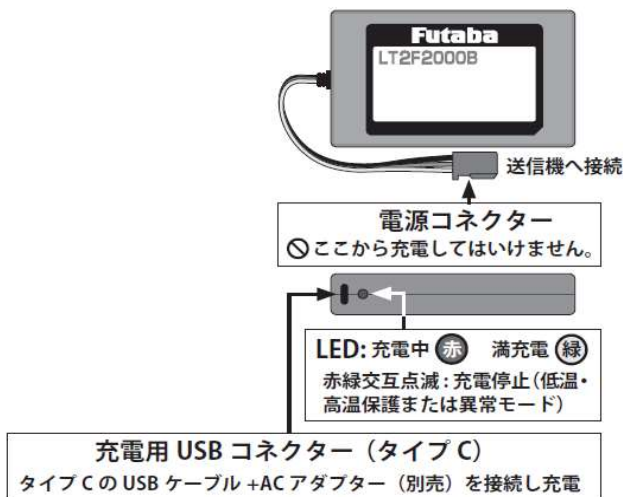 Futaba
LT2F2000B
送信機へ接続
電源コネクター
ここから充電してはいけません。
LED: 充電中 赤 満充電 緑
赤緑交互点滅：充電停止（低温・
高温保護または異常モード）
充電用 USB コネクター（タイプ C）
タイプ C の USB ケーブル +AC アダプター（別売）を接続し充電